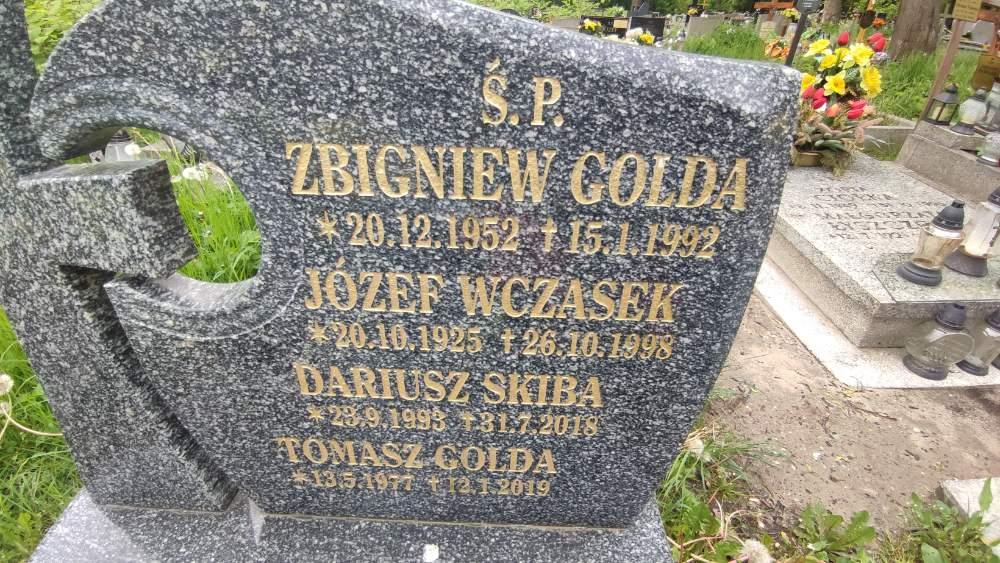 Ś. P.
ZBIGNIEW GOLDA
*20.12.1952 †15.1.1992
JÓZEF WCZASEK
*20.10.1925 †26.10.1998
DARIUSZ SKIBA
*23.9.1993 †31.7.2018
TOMASZ GOLDA
*13.5.1977 †12.1.2019